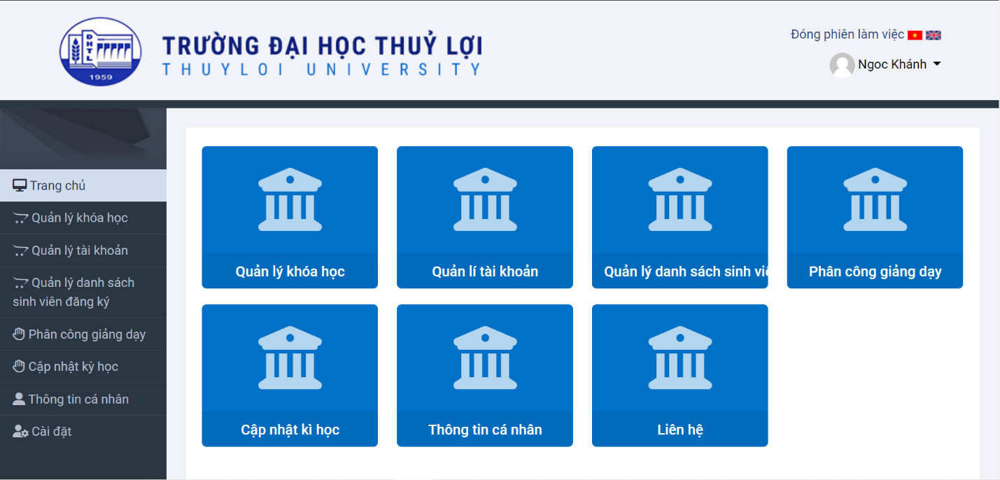 ĐHTL
1959
TRƯỜNG ĐẠI HỌC THUỶ LỢI
THUYLOI UNIVERSITY
Đóng phiên làm việc
Ngoc Khánh
Trang chủ
Quản lý khóa học
Quản lý tài khoản
Quản lý danh sách
sinh viên đăng ký
Phân công giảng dạy
Cập nhật kỳ học
Thông tin cá nhân
Cài đặt
Quản lý khóa học
Quản lí tài khoản
Quản lý danh sách sinh viê
Phân công giảng dạy
Cập nhật kì học
Thông tin cá nhân
Liên hệ